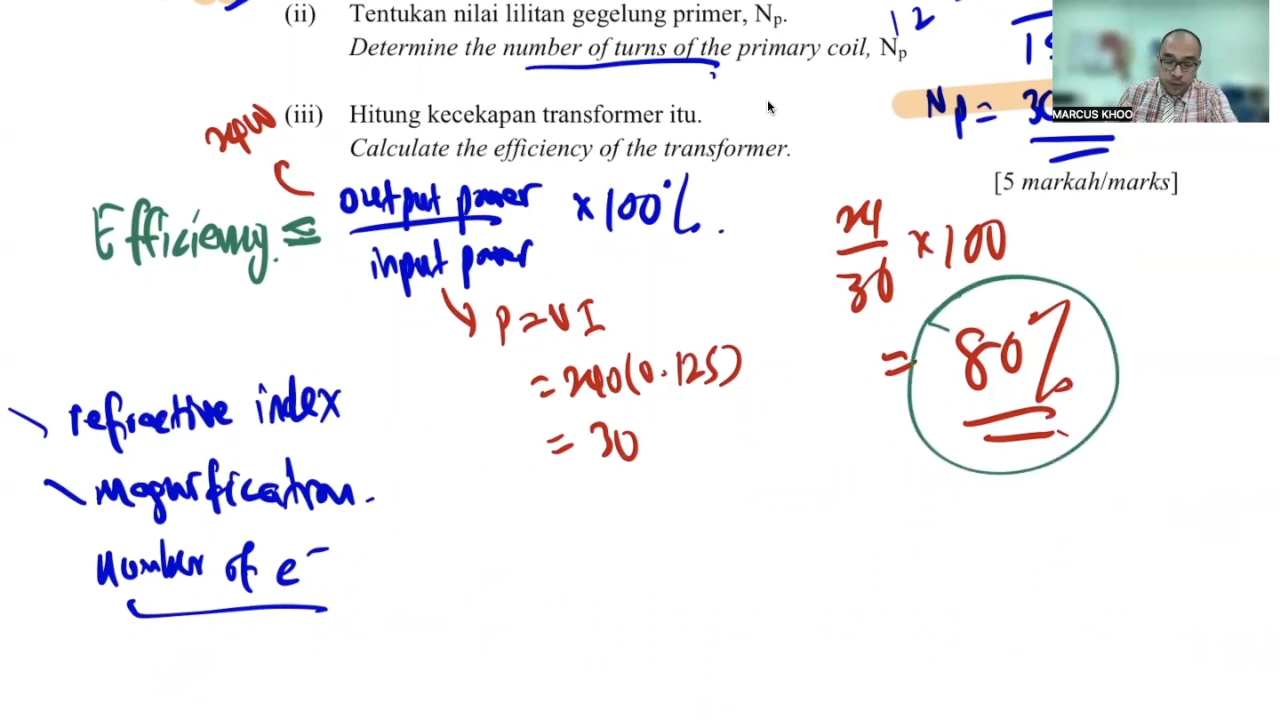 (ii) Tentukan nilai lilitan gegelung primer, Np.
Determine the number of turns of the primary coil, Np
12
Np = 30
MARCUS KHOO
(iii) Hitung kecekapan transformer itu.
Calculate the efficiency of the transformer.
[5 markah/marks]
24W
Efficiency = output power / input power × 100%.
P = VI
= 240(0.125)
= 30
24/30 × 100
= 80%
refractive index
magnification.
number of e⁻